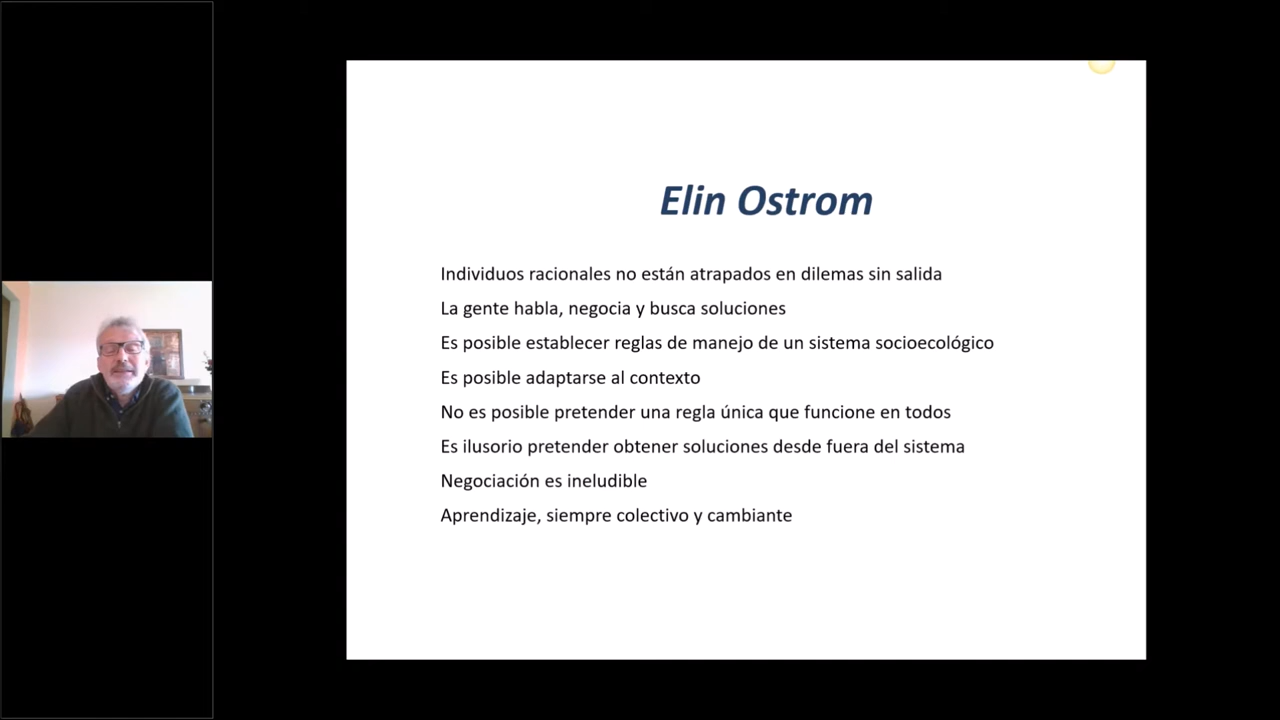 Elin Ostrom
Individuos racionales no están atrapados en dilemas sin salida
La gente habla, negocia y busca soluciones
Es posible establecer reglas de manejo de un sistema socioecológico
Es posible adaptarse al contexto
No es posible pretender una regla única que funcione en todos
Es ilusorio pretender obtener soluciones desde fuera del sistema
Negociación es ineludible
Aprendizaje, siempre colectivo y cambiante